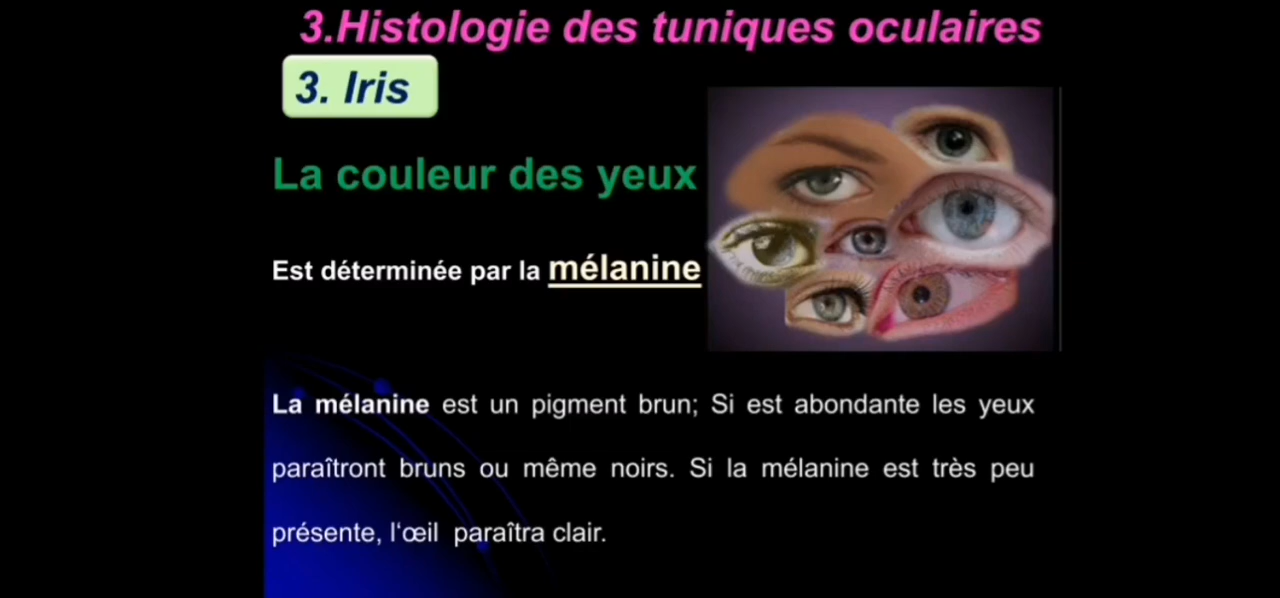 3.Histologie des tuniques oculaires
3. Iris
La couleur des yeux
Est déterminée par la mélanine
La mélanine est un pigment brun; Si est abondante les yeux
paraîtront bruns ou même noirs. Si la mélanine est très peu
présente, l‘œil paraîtra clair.